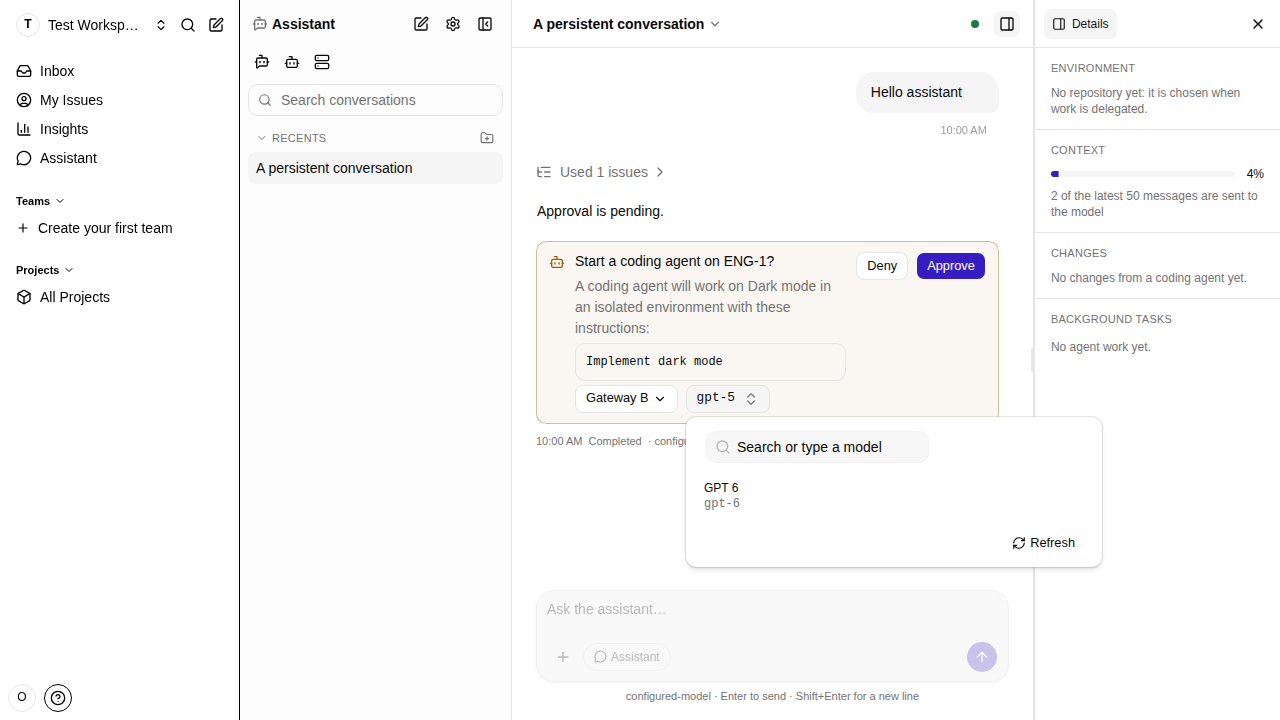 T
Test Worksp…
Inbox
My Issues
Insights
Assistant
Teams
Create your first team
Projects
All Projects
O
Assistant
Search conversations
RECENTS
A persistent conversation
A persistent conversation
Hello assistant
10:00 AM
Used 1 issues
Approval is pending.
Start a coding agent on ENG-1?
Deny
Approve
A coding agent will work on Dark mode in
an isolated environment with these
instructions:
Implement dark mode
Gateway B
gpt-5
10:00 AM Completed ·
Search or type a model
GPT 6
gpt-6
Refresh
Ask the assistant…
Assistant
configured-model · Enter to send · Shift+Enter for a new line
Details
ENVIRONMENT
No repository yet: it is chosen when
work is delegated.
CONTEXT
4%
2 of the latest 50 messages are sent to
the model
CHANGES
No changes from a coding agent yet.
BACKGROUND TASKS
No agent work yet.